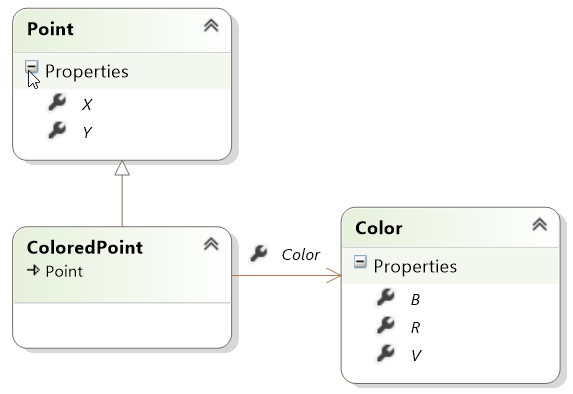 Point
Properties
X
Y
ColoredPoint
Point
Color
Color
Properties
B
R
V